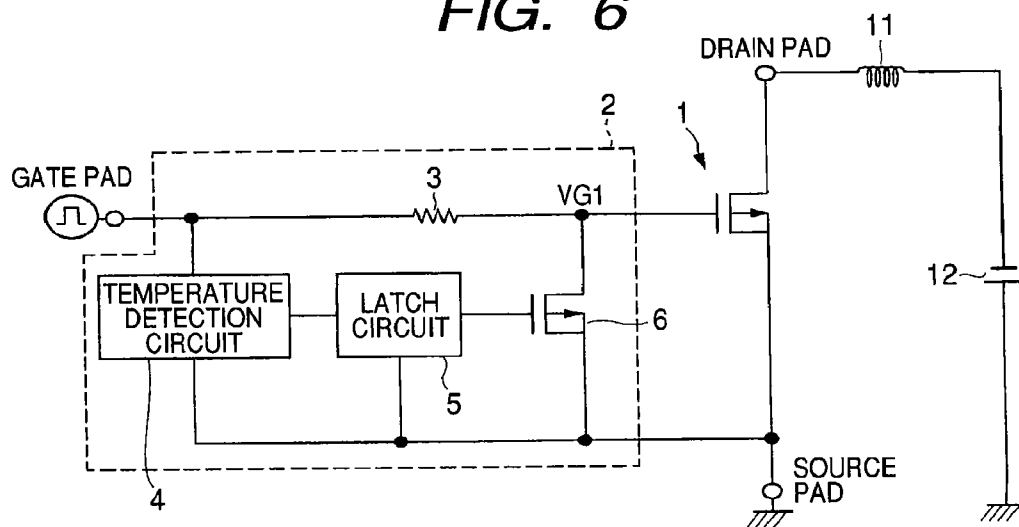 FIG. 6
11
DRAIN PAD
2
1
GATE PAD
3
VG1
12
TEMPERATURE
DETECTION
CIRCUIT
LATCH
CIRCUIT
6
5
4
SOURCE
PAD